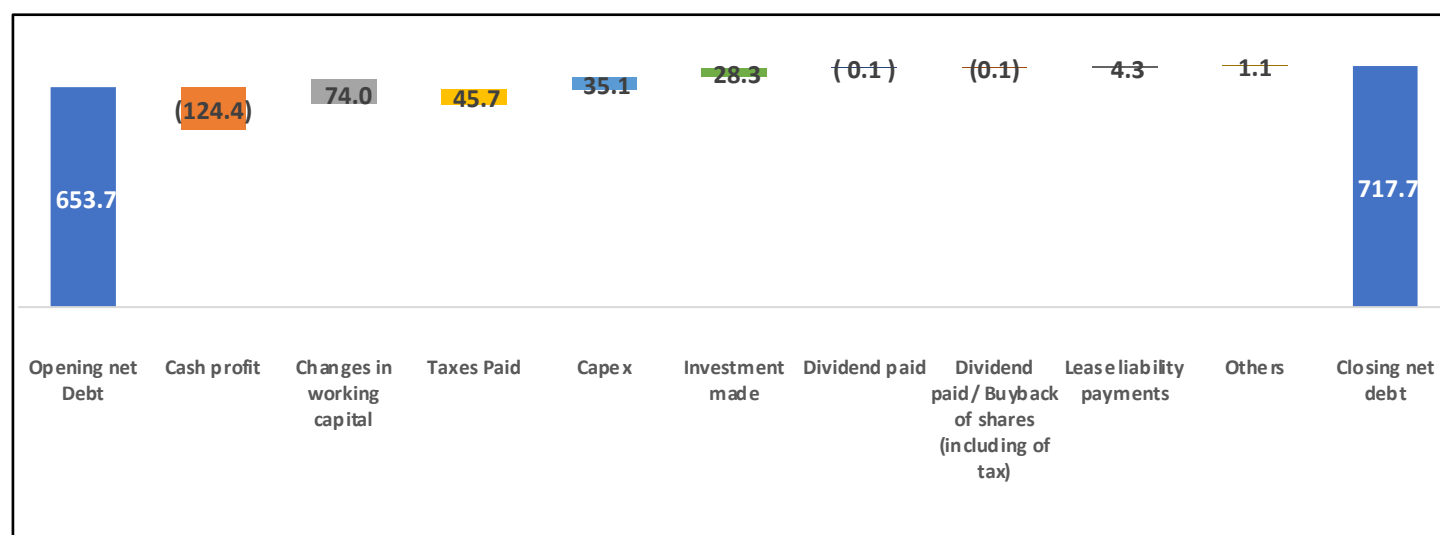 653.7
(124.4)
74.0
45.7
35.1
28.3
( 0.1 )
(0.1)
4.3
1.1
717.7
Opening net
Debt
Cash profit
Changes in
working
capital
Taxes Paid
Capex
Investment
made
Dividend paid
Dividend
paid/ Buyback
of shares
(including of
tax)
Lease liability
payments
Others
Closing net
debt